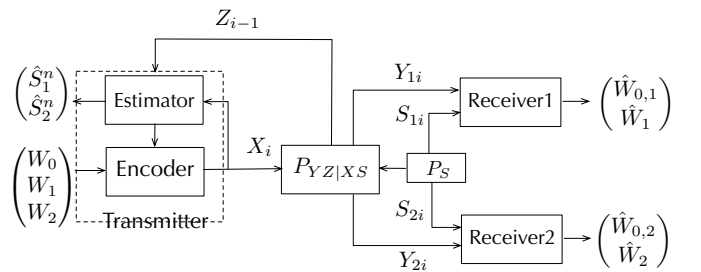 Z_{i−1}
Y_{1i}
(Ŝ_1^n
Ŝ_2^n)
Estimator
Receiver1
(Ŵ_{0,1}
Ŵ_1)
S_{1i}
X_i
(W_0
W_1
W_2)
Encoder
P_{YZ|XS}
P_S
S_{2i}
Transmitter
Receiver2
(Ŵ_{0,2}
Ŵ_2)
Y_{2i}